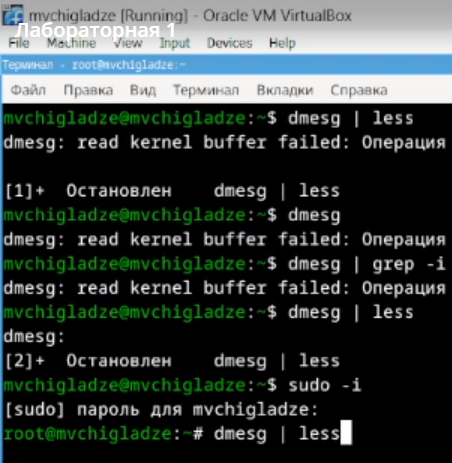 mvchigladze [Running] - Oracle VM VirtualBox
Лабораторная 1
File Machine View Input Devices Help
Терминал - root@mvchigladze:~
Файл Правка Вид Терминал Вкладки Справка
mvchigladze@mvchigladze:~$ dmesg | less
dmesg: read kernel buffer failed: Операция
[1]+ Остановлен dmesg | less
mvchigladze@mvchigladze:~$ dmesg
dmesg: read kernel buffer failed: Операция
mvchigladze@mvchigladze:~$ dmesg | grep -i
dmesg: read kernel buffer failed: Операция
mvchigladze@mvchigladze:~$ dmesg | less
dmesg:
[2]+ Остановлен dmesg | less
mvchigladze@mvchigladze:~$ sudo -i
[sudo] пароль для mvchigladze:
root@mvchigladze:~# dmesg | less